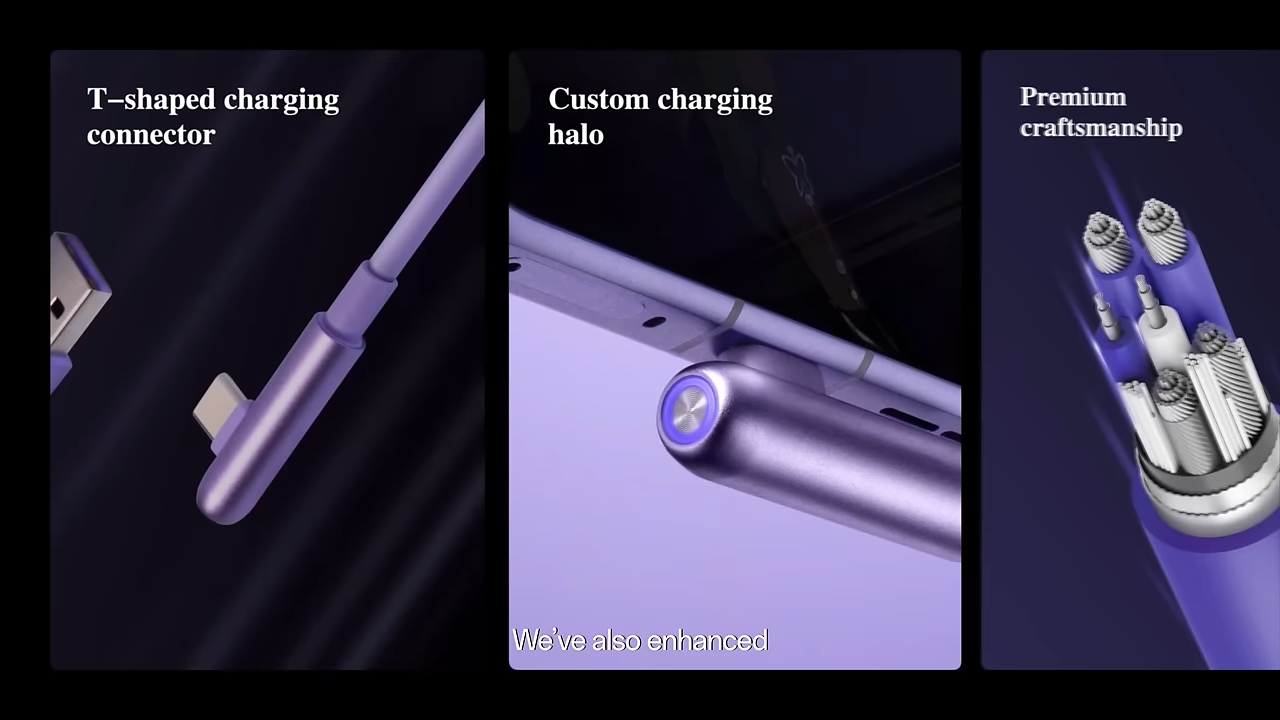 T–shaped charging
connector
Custom charging
halo
Premium
craftsmanship
We've also enhanced